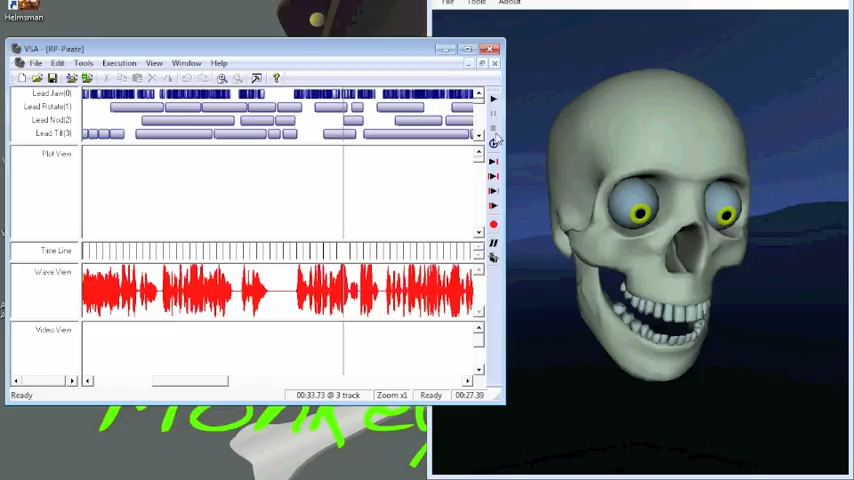 Helmsman
File Tools About
VSA - [RP-Pirate]
File Edit Tools Execution View Window Help
Lead Jaw(0)
Lead Rotate(1)
Lead Nod(2)
Lead Tilt(3)
Plot View
Time Line
Wave View
Video View
Ready 00:33.73 @ 3 track Zoom x1 Ready 00:27.39